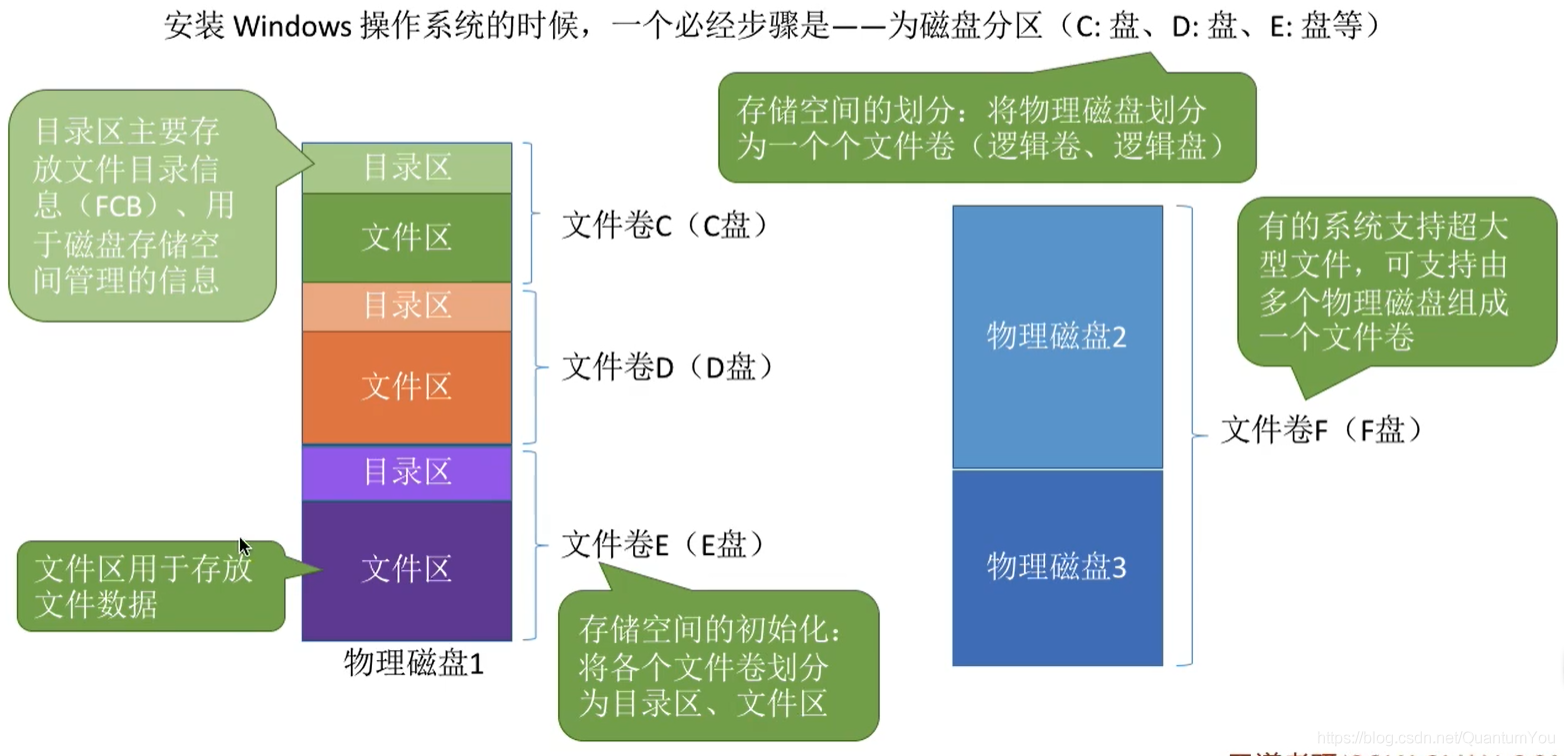 安装 Windows 操作系统的时候，一个必经步骤是——为磁盘分区（C: 盘、D: 盘、E: 盘等）
存储空间的划分：将物理磁盘划分
为一个个文件卷（逻辑卷、逻辑盘）
目录区主要存
放文件目录信
息（FCB）、用
于磁盘存储空
间管理的信息
目录区
文件区
文件卷C（C盘）
目录区
文件区
文件卷D（D盘）
目录区
文件区
文件卷E（E盘）
文件区用于存放
文件数据
物理磁盘1
存储空间的初始化：
将各个文件卷划分
为目录区、文件区
物理磁盘2
物理磁盘3
有的系统支持超大
型文件，可支持由
多个物理磁盘组成
一个文件卷
文件卷F（F盘）
https://blog.csdn.net/QuantumYou